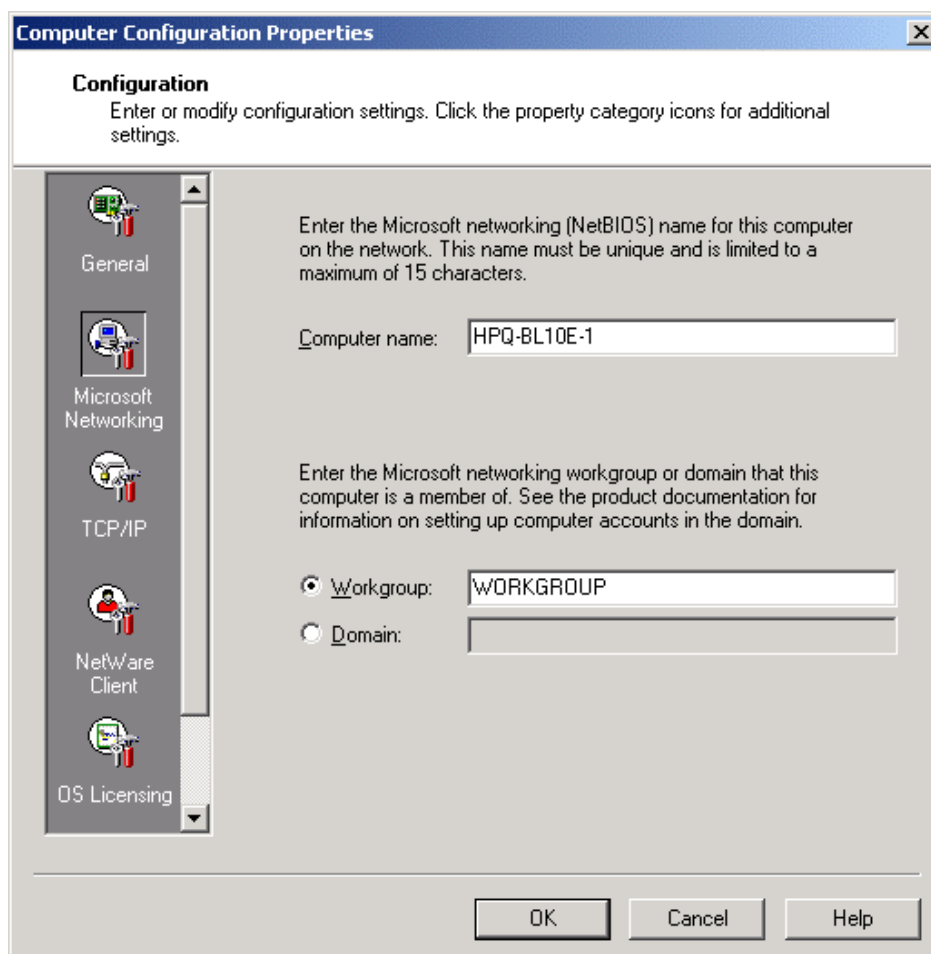 Computer Configuration Properties
Configuration
Enter or modify configuration settings. Click the property category icons for additional
settings.
General
Microsoft
Networking
TCP/IP
NetWare
Client
OS Licensing
Enter the Microsoft networking (NetBIOS) name for this computer
on the network. This name must be unique and is limited to a
maximum of 15 characters.
Computer name: HPQ-BL10E-1
Enter the Microsoft networking workgroup or domain that this
computer is a member of. See the product documentation for
information on setting up computer accounts in the domain.
Workgroup: WORKGROUP
Domain:
OK Cancel Help